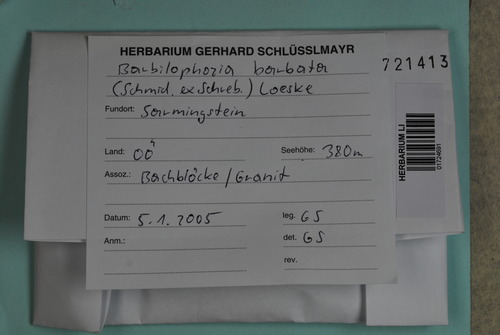 HERBARIUM GERHARD SCHLÜSSLMAYR
Barbilophozia barbata
(Schmid. ex Schreb.) Loeske
Fundort: Sarmingstein
Land: OÖ Seehöhe: 380m
Assoz.: Bachblöcke/Granit
Datum: 5.1.2005 leg. GS
Anm.: det. GS
rev.
721413
HERBARIUM LI
01724691